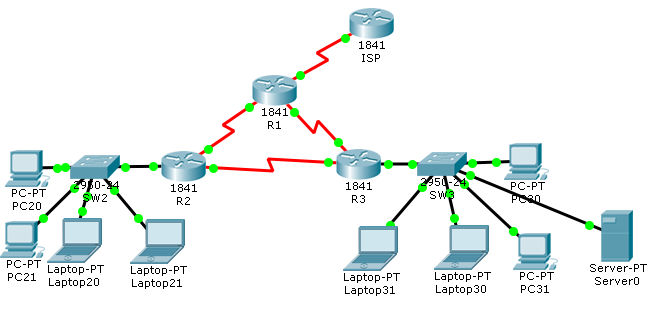 1841
ISP
1841
R1
PC-PT
PC20
2950-24
SW2
1841
R2
1841
R3
2950-24
SW3
PC-PT
PC30
PC-PT
PC21
Laptop-PT
Laptop20
Laptop-PT
Laptop21
Laptop-PT
Laptop31
Laptop-PT
Laptop30
PC-PT
PC31
Server-PT
Server0